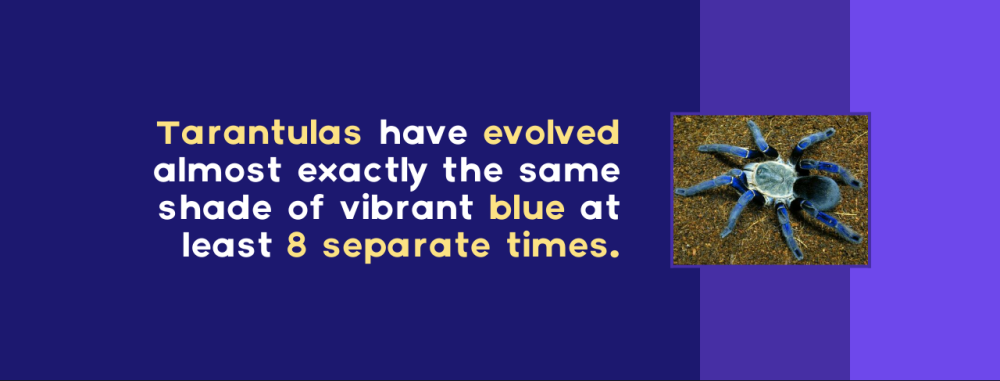 Tarantulas have evolved
almost exactly the same
shade of vibrant blue at
least 8 separate times.